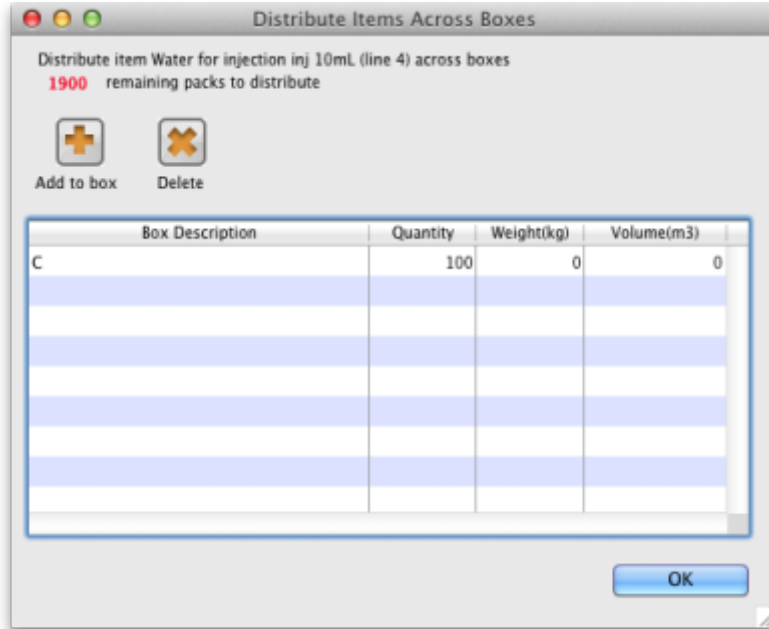 Distribute Items Across Boxes
Distribute item Water for injection inj 10mL (line 4) across boxes
1900 remaining packs to distribute
Add to box Delete
Box Description Quantity Weight(kg) Volume(m3)
C 100 0 0
OK